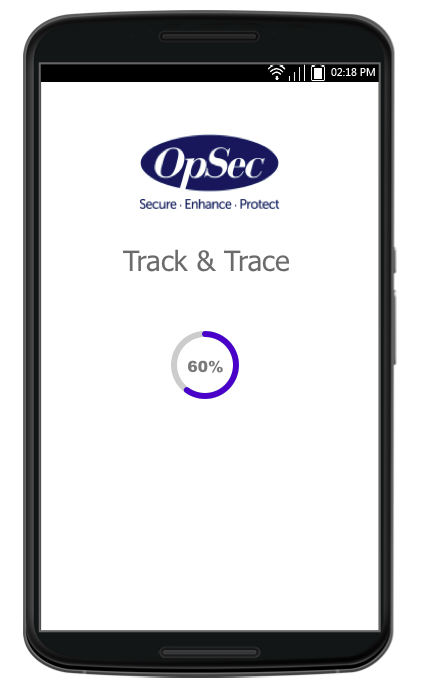 02:18 PM
OpSec
Secure · Enhance · Protect
Track & Trace
60%